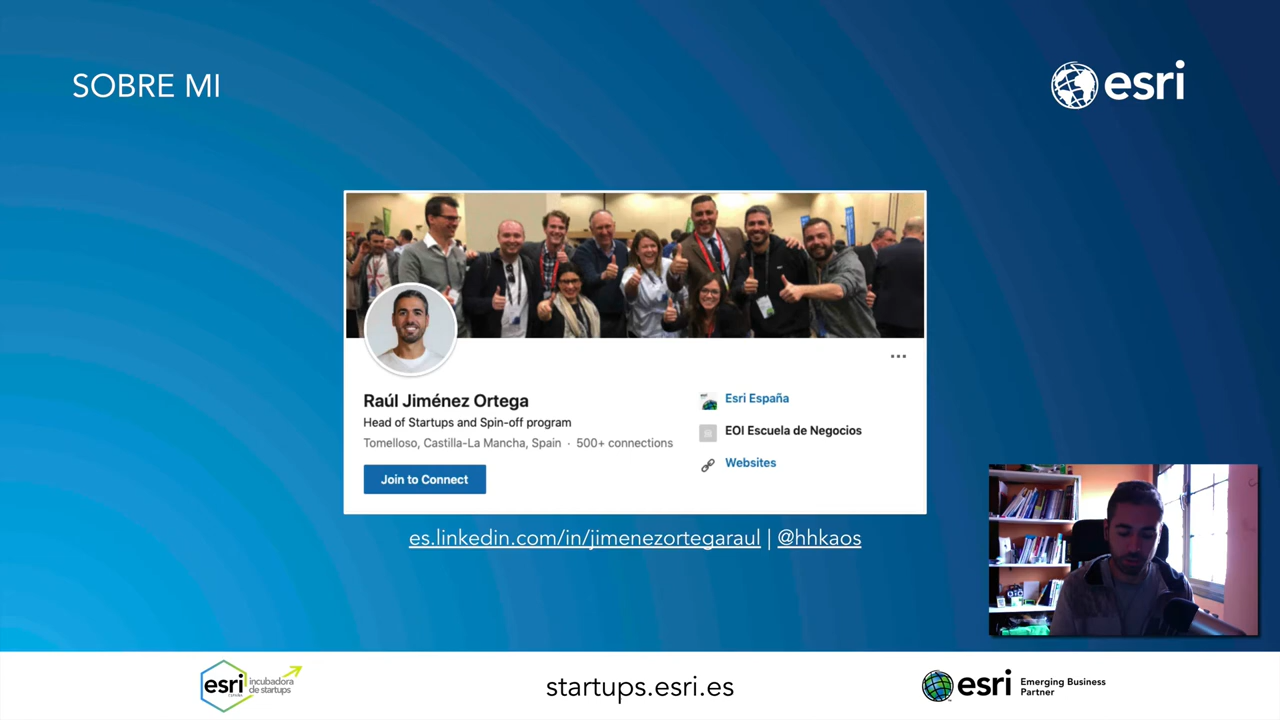 SOBRE MI
esri
Raúl Jiménez Ortega
Head of Startups and Spin-off program
Tomelloso, Castilla-La Mancha, Spain · 500+ connections
Join to Connect
Esri España
EOI Escuela de Negocios
Websites
es.linkedin.com/in/jimenezortegaraul | @hhkaos
esri
ESPAÑA
incubadora
de startups
startups.esri.es
esri
Emerging Business
Partner